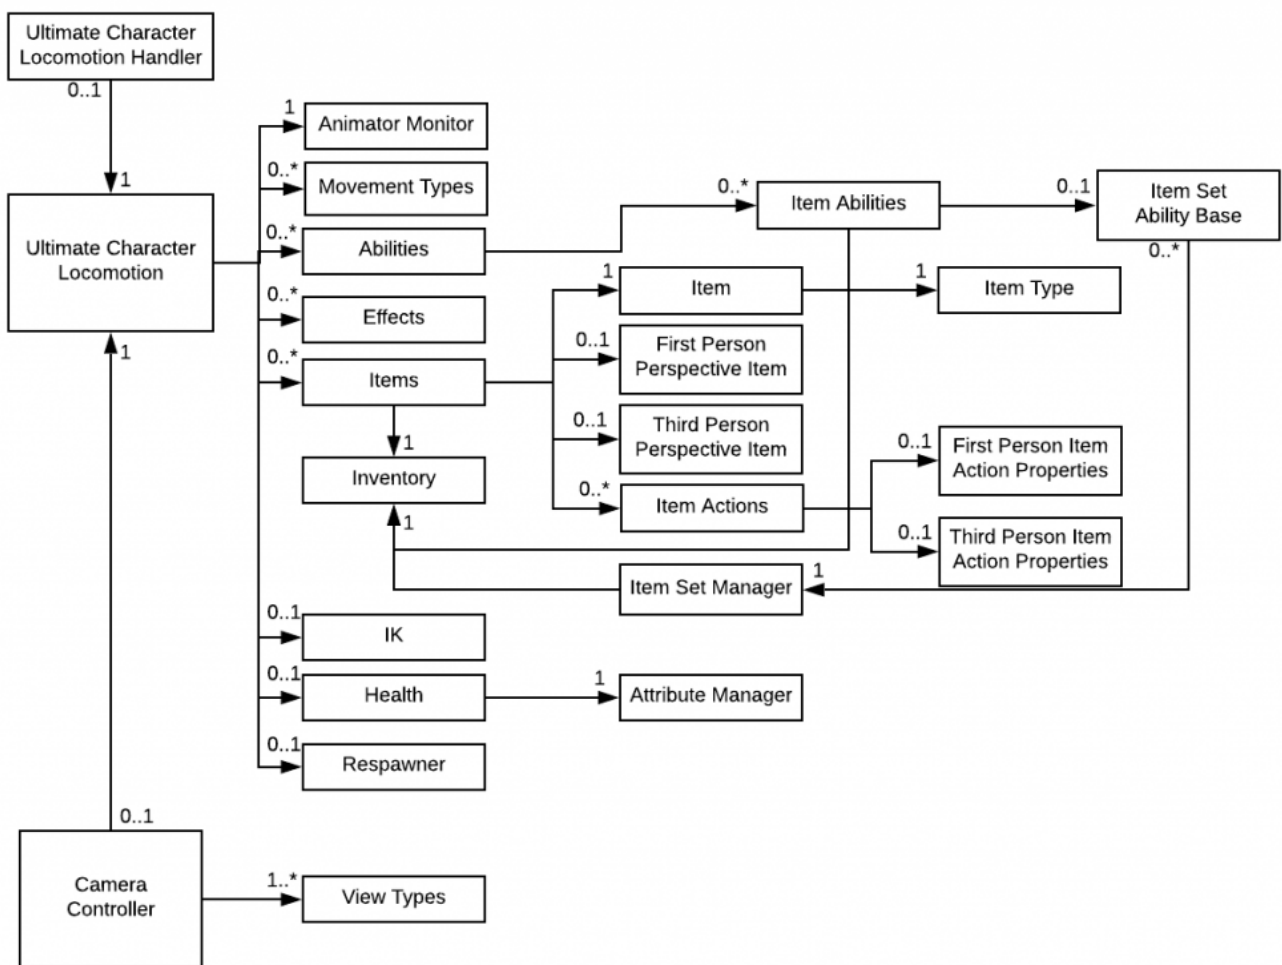 Ultimate Character
Locomotion Handler
0..1
1
Ultimate Character
Locomotion
1
0..1
Camera
Controller
1
Animator Monitor
0..*
Movement Types
0..*
Abilities
0..*
Effects
0..*
Items
1
Inventory
1
0..1
IK
0..1
Health
0..1
Respawner
1..*
View Types
0..*
Item Abilities
0..1
Item Set
Ability Base
0..*
1
Item
1
Item Type
0..1
First Person
Perspective Item
0..1
Third Person
Perspective Item
0..*
Item Actions
0..1
First Person Item
Action Properties
0..1
Third Person Item
Action Properties
Item Set Manager
1
1
Attribute Manager